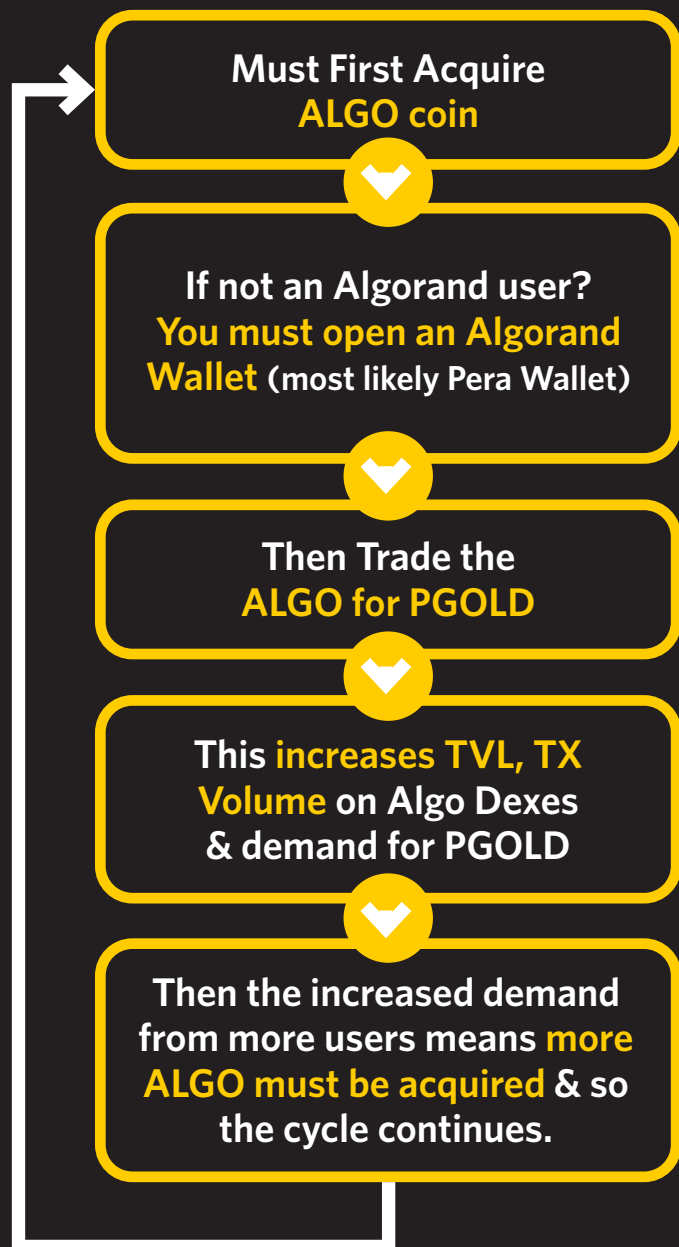 Must First Acquire
ALGO coin
If not an Algorand user?
You must open an Algorand
Wallet (most likely Pera Wallet)
Then Trade the
ALGO for PGOLD
This increases TVL, TX
Volume on Algo Dexes
& demand for PGOLD
Then the increased demand
from more users means more
ALGO must be acquired & so
the cycle continues.